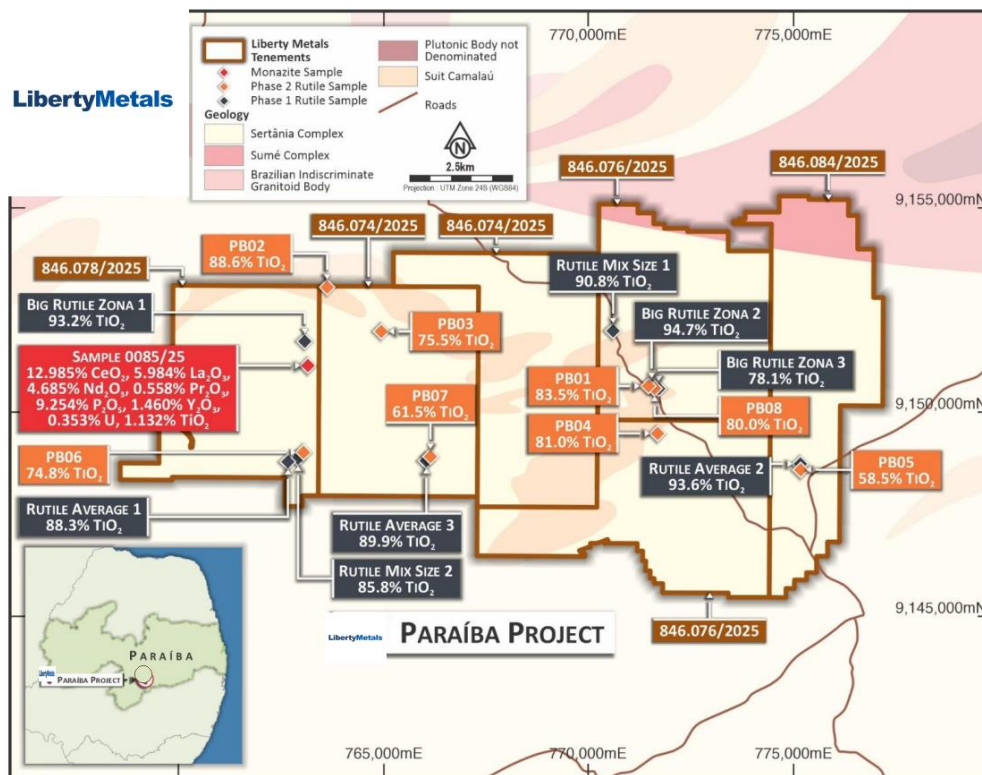 LibertyMetals
Liberty Metals
Tenements
Monazite Sample
Phase 2 Rutile Sample
Phase 1 Rutile Sample
Geology
Sertânia Complex
Sumé Complex
Brazilian Indiscriminate
Granitoid Body
Plutonic Body not
Denominated
Suit Camalaú
Roads
N
2.5km
Projection : UTM Zone 24S (WGS84)
770,000mE
775,000mE
846.076/2025
846.084/2025
9,155,000mN
846.074/2025
846.074/2025
PB02
88.6% TiO₂
846.078/2025
RUTILE MIX SIZE 1
90.8% TiO₂
BIG RUTILE ZONA 1
93.2% TiO₂
BIG RUTILE ZONA 2
94.7% TiO₂
PB03
75.5% TiO₂
SAMPLE 0085/25
12.985% CeO₂, 5.984% La₂O₃,
4.685% Nd₂O₃, 0.558% Pr₂O₃,
9.254% P₂O₅, 1.460% Y₂O₃,
0.353% U, 1.132% TiO₂
BIG RUTILE ZONA 3
78.1% TiO₂
PB01
83.5% TiO₂
PB07
61.5% TiO₂
9,150,000mN
PB08
80.0% TiO₂
PB04
81.0% TiO₂
PB06
74.8% TiO₂
RUTILE AVERAGE 2
93.6% TiO₂
PB05
58.5% TiO₂
RUTILE AVERAGE 1
88.3% TiO₂
RUTILE AVERAGE 3
89.9% TiO₂
RUTILE MIX SIZE 2
85.8% TiO₂
9,145,000mN
LibertyMetals
PARAÍBA PROJECT
846.076/2025
PARAÍBA
LibertyMetals
PARAÍBA PROJECT
765,000mE
770,000mE
775,000mE